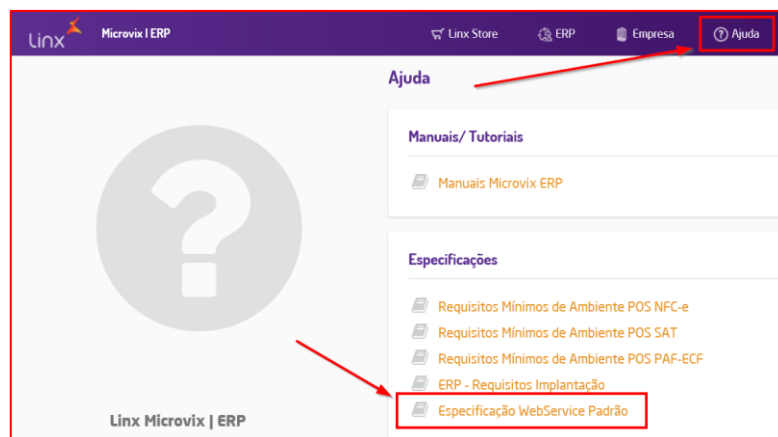 Linx
Microvix | ERP
Linx Store
ERP
Empresa
Ajuda
Ajuda
Manuais/ Tutoriais
Manuais Microvix ERP
Especificações
Requisitos Mínimos de Ambiente POS NFC-e
Requisitos Mínimos de Ambiente POS SAT
Requisitos Mínimos de Ambiente POS PAF-ECF
ERP - Requisitos Implantação
Especificação WebService Padrão
Linx Microvix | ERP